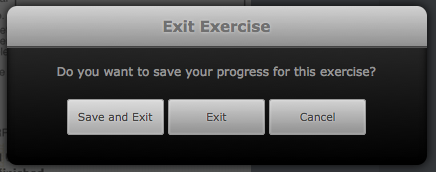 Exit Exercise
Do you want to save your progress for this exercise?
Save and Exit
Exit
Cancel